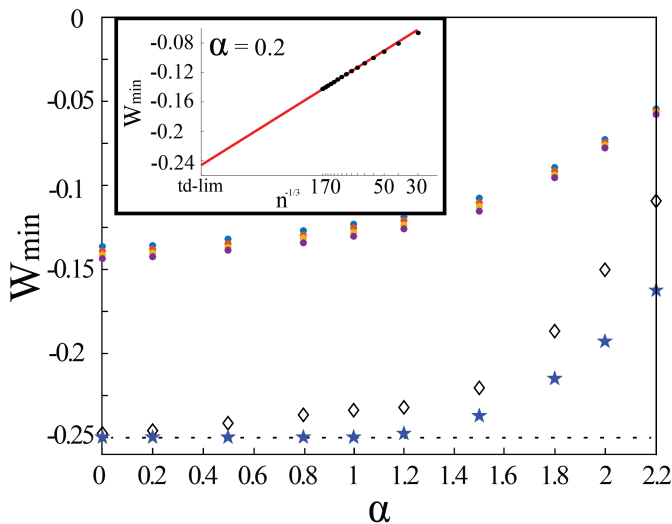 0
-0.05
-0.1
-0.15
-0.2
-0.25
W_min
0 0.2 0.4 0.6 0.8 1 1.2 1.4 1.6 1.8 2 2.2
α
α = 0.2
-0.08
-0.12
-0.16
-0.2
-0.24
W_min
td-lim 170 50 30
n^-1/3